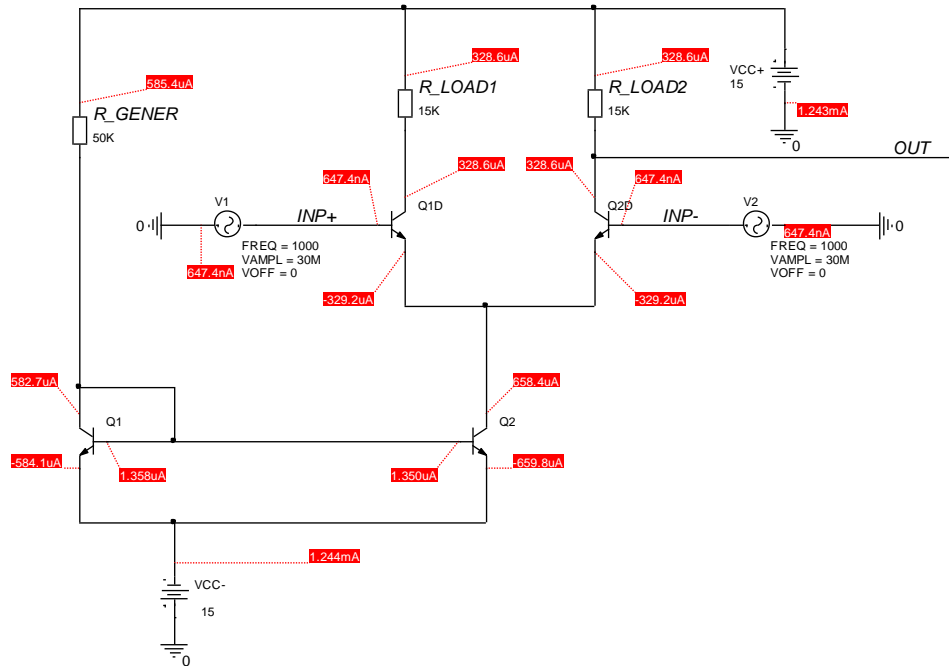 585.4uA
328.6uA
328.6uA
VCC+
15
R_GENER
50K
R_LOAD1
15K
R_LOAD2
15K
1.243mA
0
OUT
328.6uA
328.6uA
647.4nA
647.4nA
V1
INP+
Q1D
Q2D
INP-
V2
0
647.4nA
0
FREQ = 1000
VAMPL = 30M
VOFF = 0
FREQ = 1000
VAMPL = 30M
VOFF = 0
647.4nA
-329.2uA
-329.2uA
582.7uA
658.4uA
Q1
Q2
-584.1uA
1.358uA
1.350uA
-659.8uA
1.244mA
VCC-
15
0